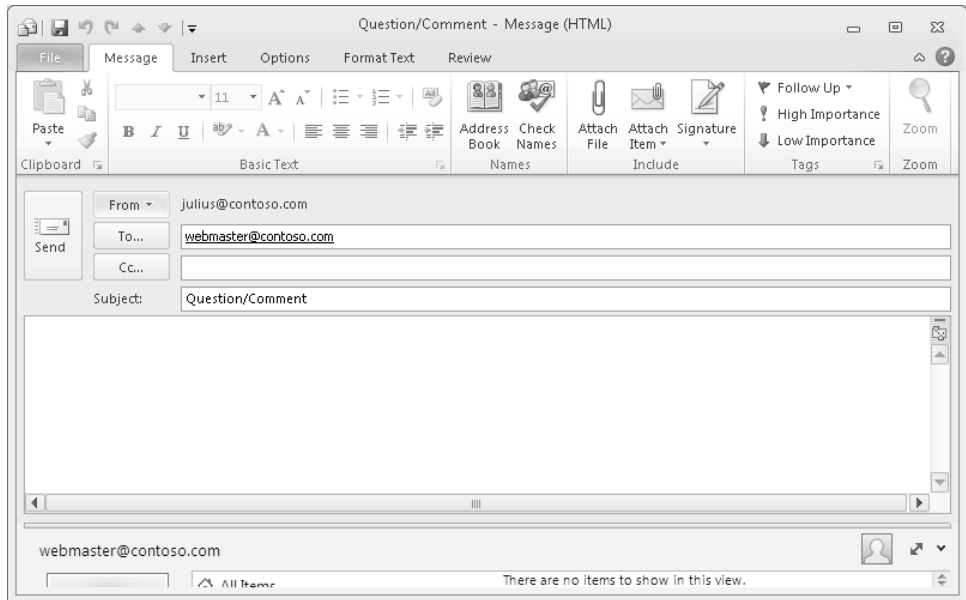 Question/Comment - Message (HTML)
File Message Insert Options Format Text Review
11 A A
Paste B I U ab A Address Book Check Names Attach File Attach Item Signature Follow Up High Importance Low Importance Zoom
Clipboard Basic Text Names Include Tags Zoom
From julius@contoso.com
Send To... webmaster@contoso.com
Cc...
Subject: Question/Comment
webmaster@contoso.com
All Items There are no items to show in this view.